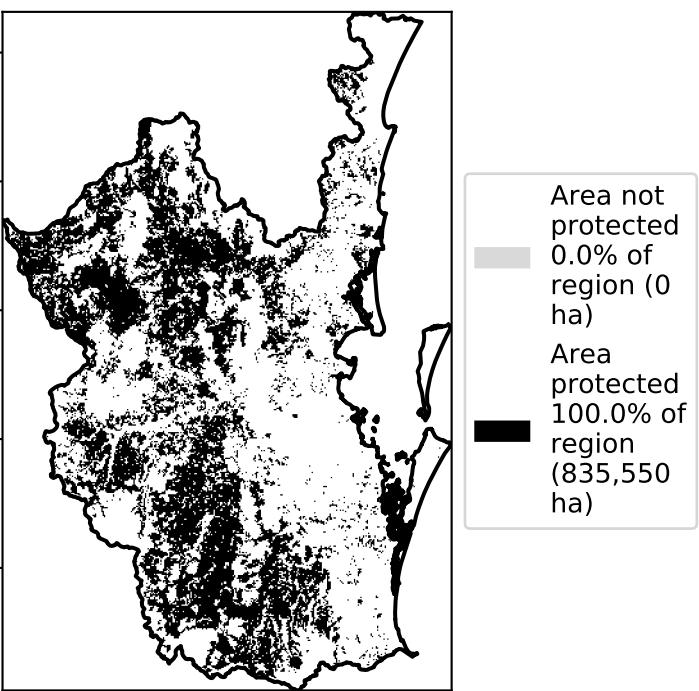 Area not
protected
0.0% of
region (0
ha)
Area
protected
100.0% of
region
(835,550
ha)